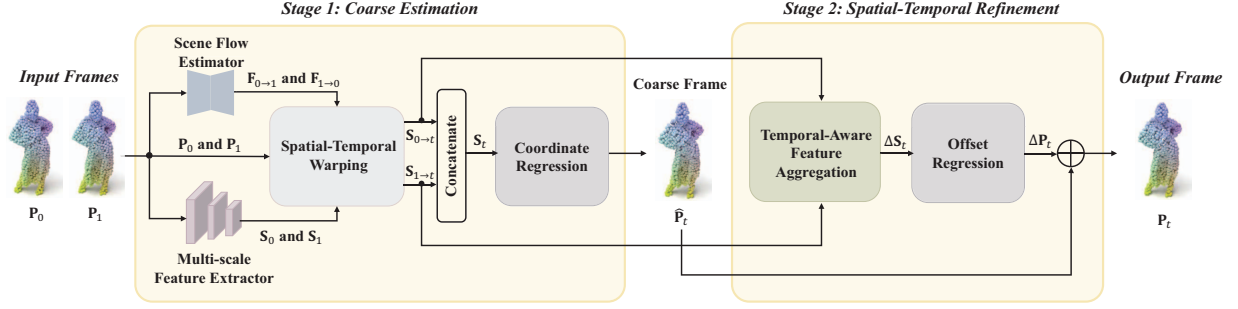 Stage 1: Coarse Estimation
Stage 2: Spatial-Temporal Refinement
Input Frames
P₀
P₁
Scene Flow
Estimator
F₀→₁ and F₁→₀
P₀ and P₁
Multi-scale
Feature Extractor
S₀ and S₁
Spatial-Temporal
Warping
S₀→t
S₁→t
Concatenate
Sₜ
Coordinate
Regression
Coarse Frame
P̂ₜ
Temporal-Aware
Feature
Aggregation
ΔSₜ
Offset
Regression
ΔPₜ
Output Frame
Pₜ